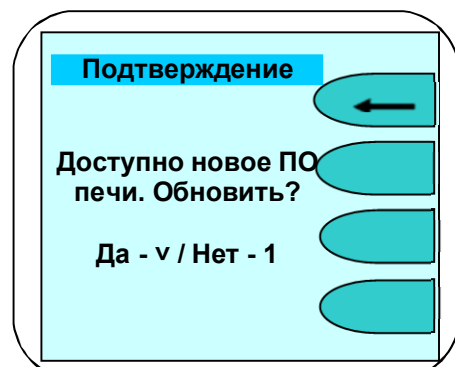 Подтверждение
Доступно новое ПО
печи. Обновить?
Да - v / Нет - 1